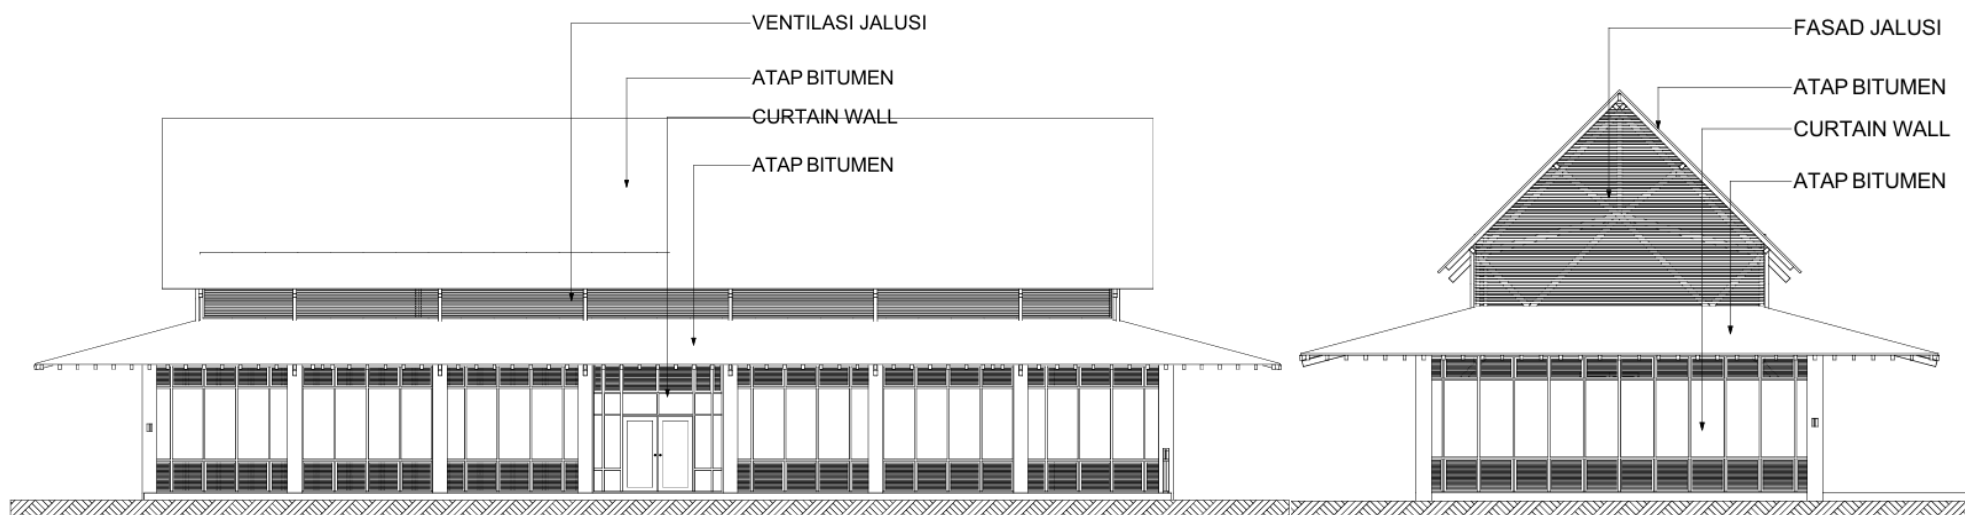 VENTILASI JALUSI
ATAP BITUMEN
CURTAIN WALL
ATAP BITUMEN
FASAD JALUSI
ATAP BITUMEN
CURTAIN WALL
ATAP BITUMEN